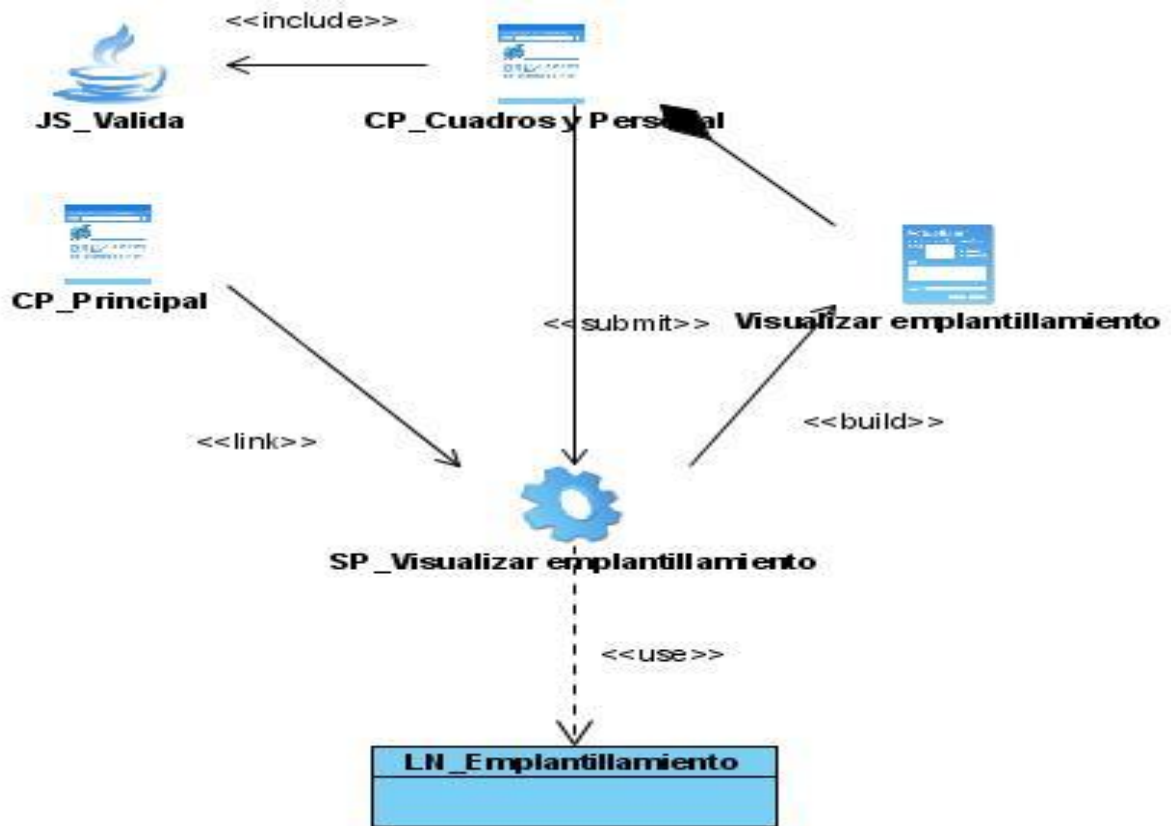 <<include>>
JS_Valida
CP_Cuadros y Personal
CP_Principal
<<submit>>
Visualizar emplantillamiento
<<link>>
<<build>>
SP_Visualizar emplantillamiento
<<use>>
LN_Emplantillamiento